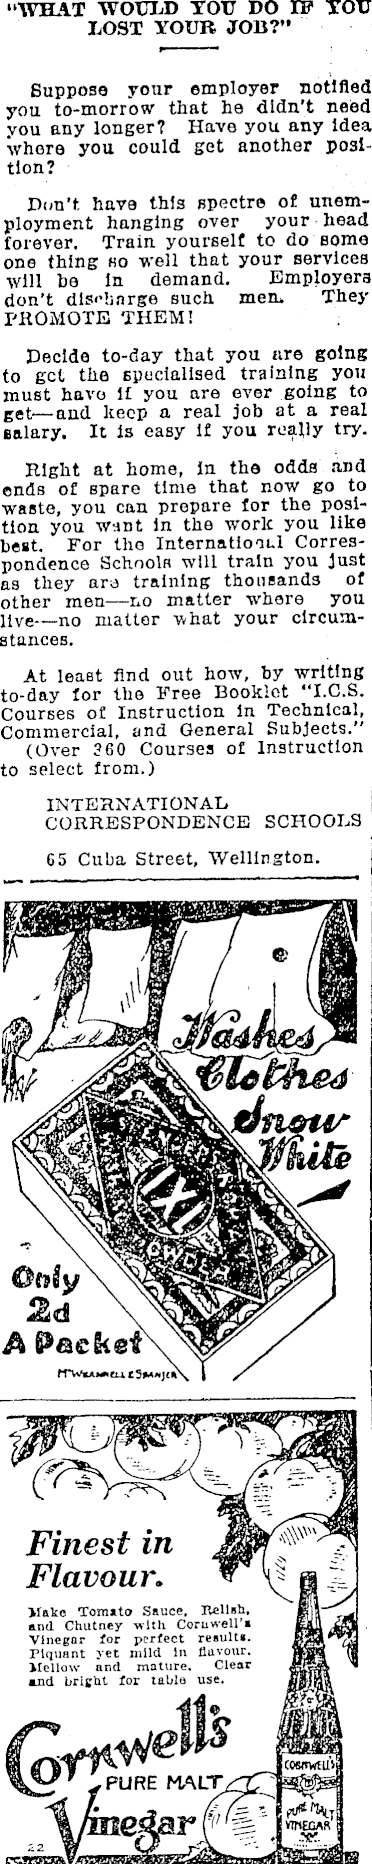 "WHAT WOULD YOU DO IF YOU
LOST YOUR JOB?"
Suppose your employer notified
you to-morrow that he didn't need
you any longer? Have you any idea
where you could get another posi-
tion?
Don't have this spectre of unem-
ployment hanging over your head
forever. Train yourself to do some
one thing so well that your services
will be in demand. Employers
don't discharge such men. They
PROMOTE THEM!
Decide to-day that you are going
to get the specialised training you
must have if you are ever going to
get—and keep a real job at a real
salary. It is easy if you really try.
Right at home, in the odds and
ends of spare time that now go to
waste, you can prepare for the posi-
tion you want in the work you like
best. For the International Corres-
pondence Schools will train you just
as they are training thousands of
other men—no matter where you
live—no matter what your circum-
stances.
At least find out how, by writing
to-day for the Free Booklet "I.C.S.
Courses of Instruction in Technical,
Commercial, and General Subjects."
(Over 360 Courses of Instruction
to select from.)
INTERNATIONAL
CORRESPONDENCE SCHOOLS
65 Cuba Street, Wellington.
Washes
Clothes
Snow
White
IXI
Only
2d
A Packet
Finest in
Flavour.
Make Tomato Sauce, Relish,
and Chutney with Cornwell's
Vinegar for perfect results.
Piquant yet mild in flavour.
Mellow and mature. Clear
and bright for table use.
Cornwell's
PURE MALT
Vinegar
CORNWELL'S
PURE MALT
VINEGAR
22